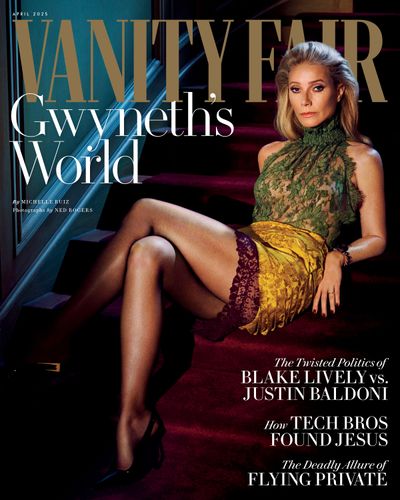 APRIL 2025
VANITY FAIR
Gwyneth's
World
By MICHELLE RUIZ
Photographs by NED ROGERS
The Twisted Politics of
BLAKE LIVELY vs.
JUSTIN BALDONI
How TECH BROS
FOUND JESUS
The Deadly Allure of
FLYING PRIVATE